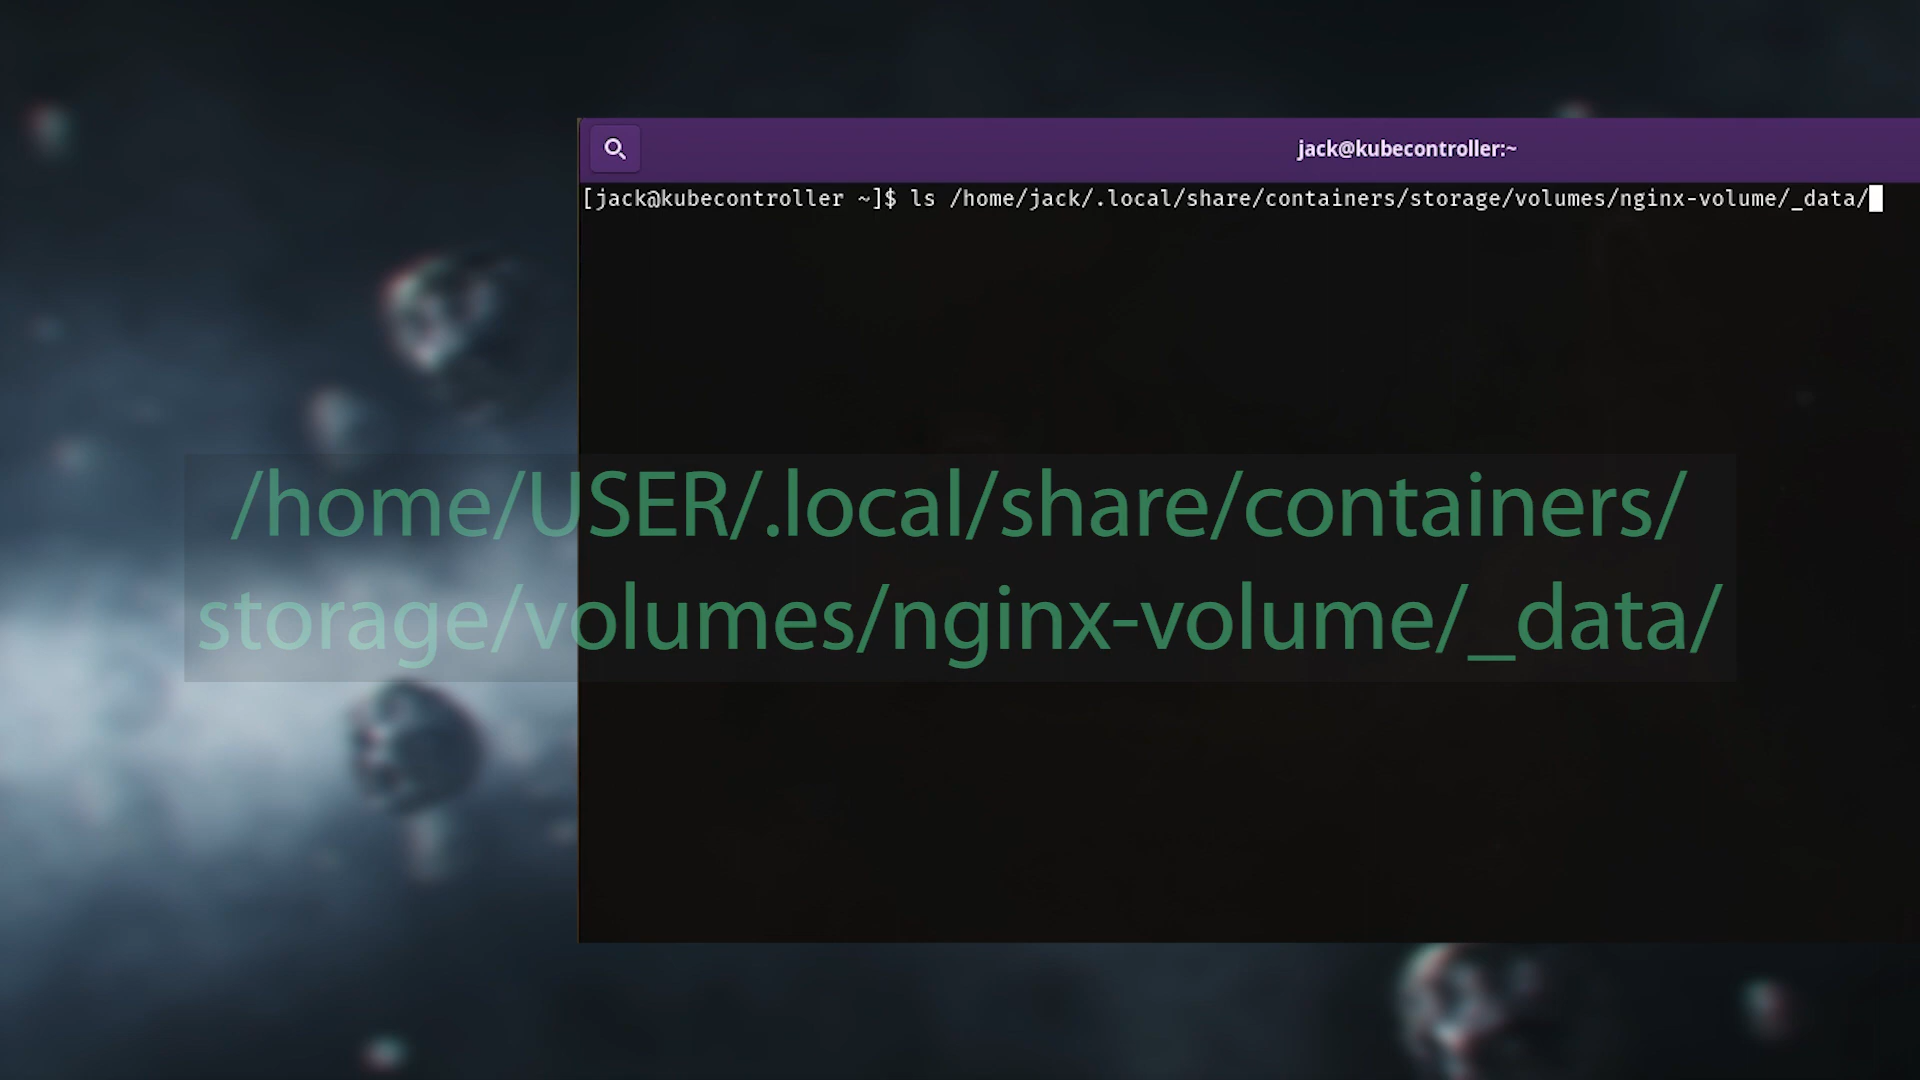 jack@kubecontroller:~
[jack@kubecontroller ~]$ ls /home/jack/.local/share/containers/storage/volumes/nginx-volume/_data/
/home/USER/.local/share/containers/
storage/volumes/nginx-volume/_data/